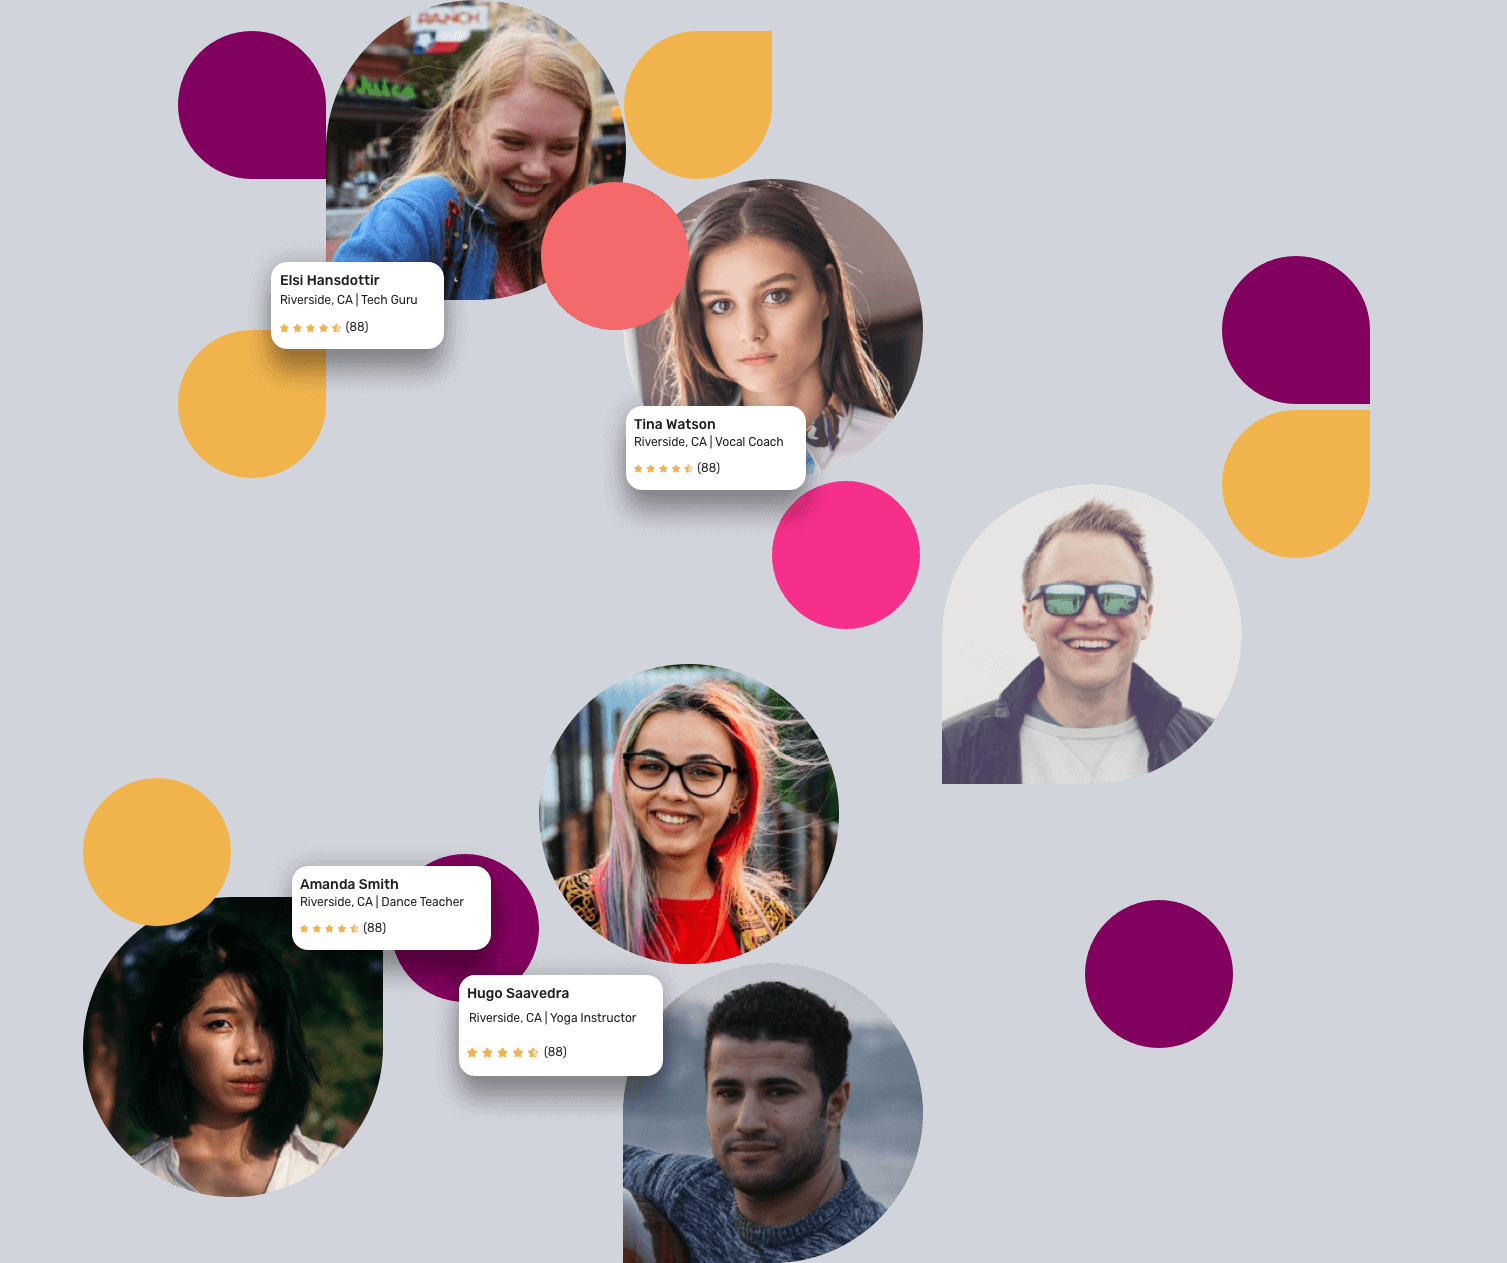 RANCH
Elsi Hansdottir
Riverside, CA | Tech Guru
(88)
Tina Watson
Riverside, CA | Vocal Coach
(88)
Amanda Smith
Riverside, CA | Dance Teacher
(88)
Hugo Saavedra
Riverside, CA | Yoga Instructor
(88)